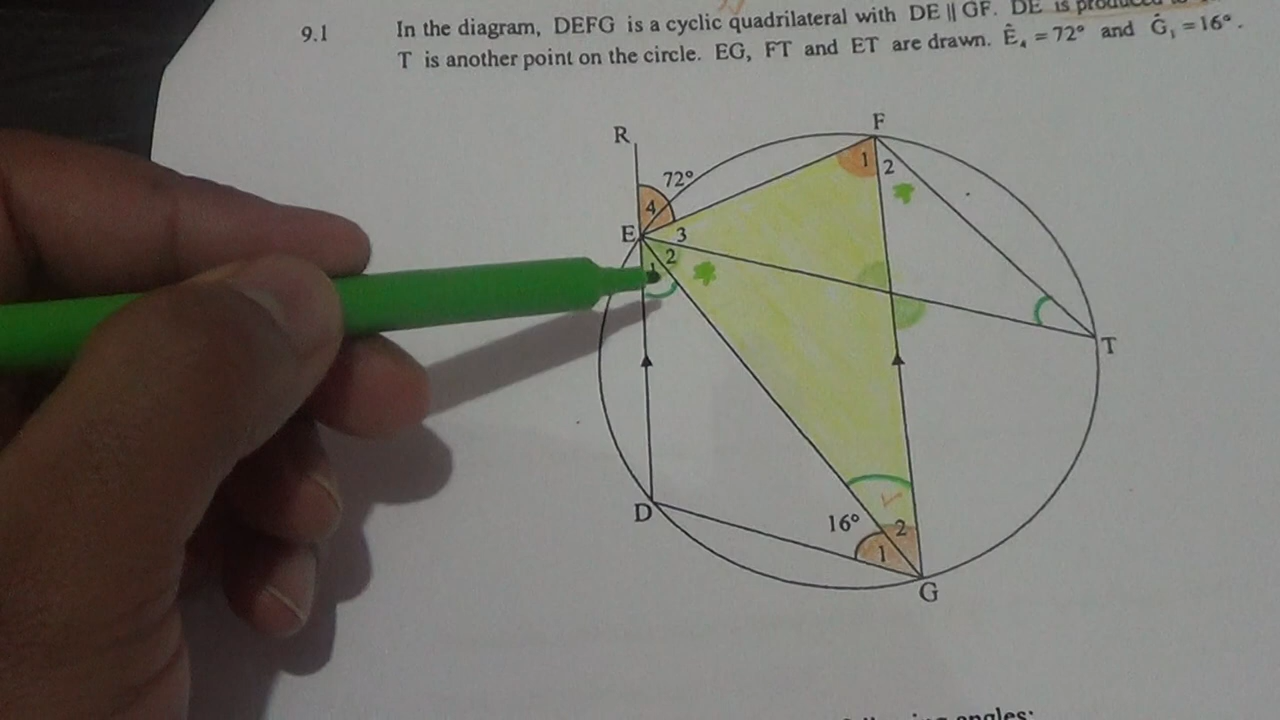 9.1 In the diagram, DEFG is a cyclic quadrilateral with DE || GF. DE is produced
T is another point on the circle. EG, FT and ET are drawn. Ê₄ = 72° and Ĝ₁ = 16°.
F
R
1
2
72°
4
E
3
2
1
T
D
16°
2
1
G
angles: